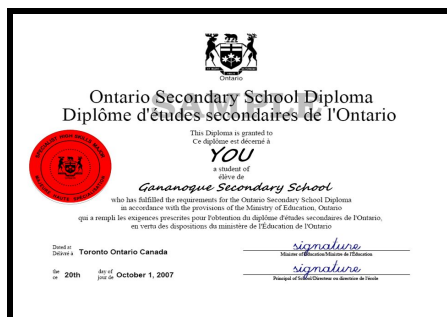 Ontario
SAMPLE
Ontario Secondary School Diploma
Diplôme d'études secondaires de l'Ontario
This Diploma is granted to
Ce diplôme est décerné à
YOU
a student of
élève de
Gananoque Secondary School
who has fulfilled the requirements for the Ontario Secondary School Diploma
in accordance with the provisions of the Ministry of Education, Ontario
qui a rempli les exigences prescrites pour l'obtention du diplôme d'études secondaires de l'Ontario,
en vertu des dispositions du ministère de l'Éducation de l'Ontario
SPECIALIST HIGH SKILLS MAJOR
Dated at
Délivré à Toronto Ontario Canada
signature
Minister of Education/Ministre de l'Éducation
the
ce 20th day of
jour de October 1, 2007
signature
Principal of School/Directeur ou directrice de l'école